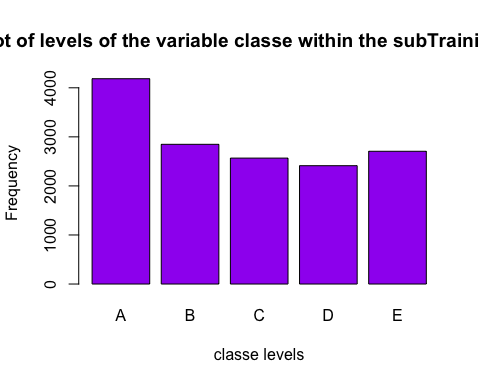 ot of levels of the variable classe within the subTraini
Frequency
4000
3000
2000
1000
0
A B C D E
classe levels